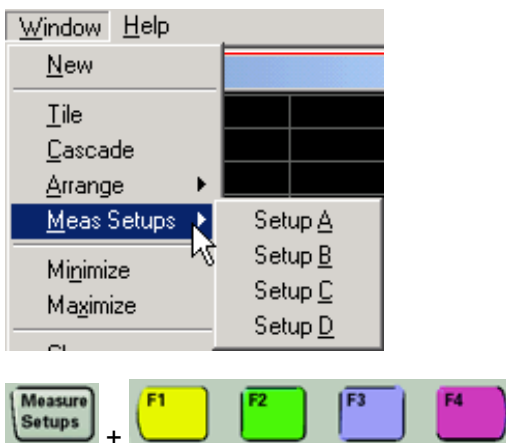 Window Help
New
Tile
Cascade
Arrange
Meas Setups
Setup A
Setup B
Setup C
Setup D
Minimize
Maximize
Measure
Setups
+
F1 F2 F3 F4